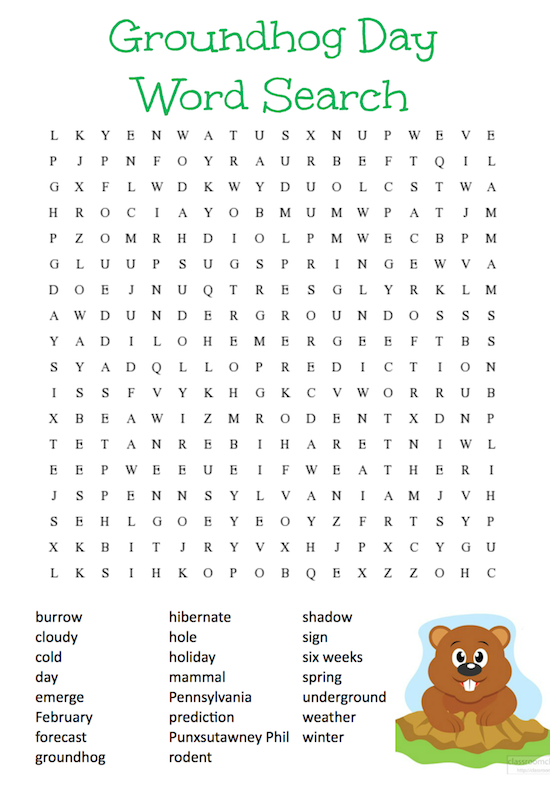 Groundhog Day
Word Search
L K Y E N W A T U S X N U P W E V E
P J P N F O Y R A U R B E F T Q I L
G X F L W D K W Y D U O L C S T W A
H R O C I A Y O B M U M W P A T J M
P Z O M R H D I O L P M W E C B P M
G L U U P S U G S P R I N G E W V A
D O E J N U Q T R E S G L Y R K L M
A W D U N D E R G R O U N D O S S S
Y A D I L O H E M E R G E E F T B S
S Y A D Q L L O P R E D I C T I O N
I S S F V Y K H G K C V W O R R U B
X B E A W I Z M R O D E N T X D N P
T E T A N R E B I H A R E T N I W L
E E P W E E U E I F W E A T H E R I
J S P E N N S Y L V A N I A M J V H
S E H L G O E Y E O Y Z F R T S Y P
X K B I T J R Y V X H J P X C Y G U
L K S I H K O P O B Q E X Z Z O H C
burrow hibernate shadow
cloudy hole sign
cold holiday six weeks
day mammal spring
emerge Pennsylvania underground
February prediction weather
forecast Punxsutawney Phil winter
groundhog rodent